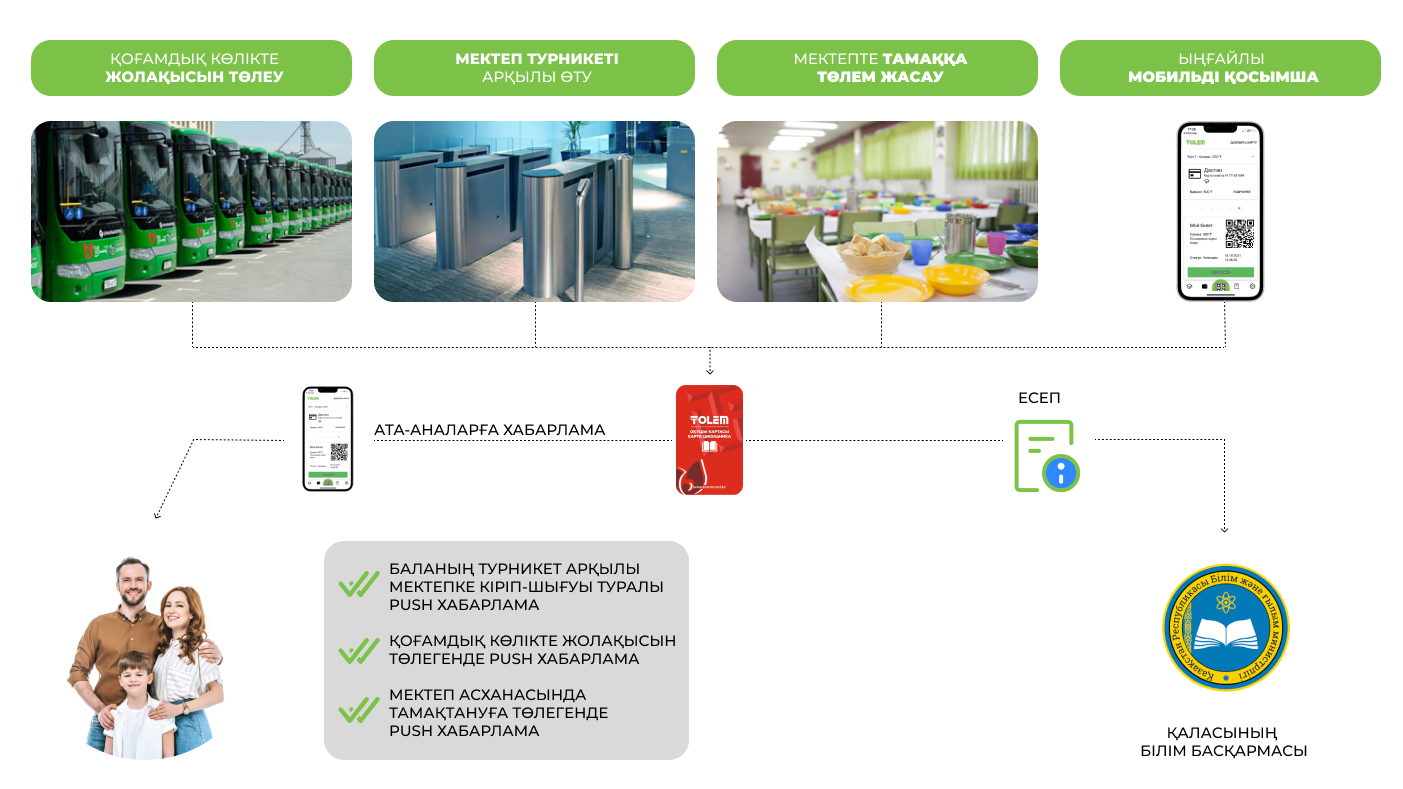 ҚОҒАМДЫҚ КӨЛІКТЕ
ЖОЛАҚЫСЫН ТӨЛЕУ
МЕКТЕП ТУРНИКЕТІ
АРҚЫЛЫ ӨТУ
МЕКТЕПТЕ ТАМАҚҚА
ТӨЛЕМ ЖАСАУ
ЫҢҒАЙЛЫ
МОБИЛЬДІ ҚОСЫМША
TOLEM
ДОБАВИТЬ КАРТУ
Дастан
ПОДРОБНЕЕ
Мой билет
АТА-АНАЛАРҒА ХАБАРЛАМА
TOLEM
ОҚУШЫ КАРТАСЫ
КАРТА ШКОЛЬНИКА
ЕСЕП
БАЛАНЫҢ ТУРНИКЕТ АРҚЫЛЫ
МЕКТЕПКЕ КІРІП-ШЫҒУЫ ТУРАЛЫ
PUSH ХАБАРЛАМА
ҚОҒАМДЫҚ КӨЛІКТЕ ЖОЛАҚЫСЫН
ТӨЛЕГЕНДЕ PUSH ХАБАРЛАМА
МЕКТЕП АСХАНАСЫНДА
ТАМАҚТАНУҒА ТӨЛЕГЕНДЕ
PUSH ХАБАРЛАМА
Қазақстан Республикасы Білім және ғылым министрлігі
ҚАЛАСЫНЫҢ
БІЛІМ БАСҚАРМАСЫ